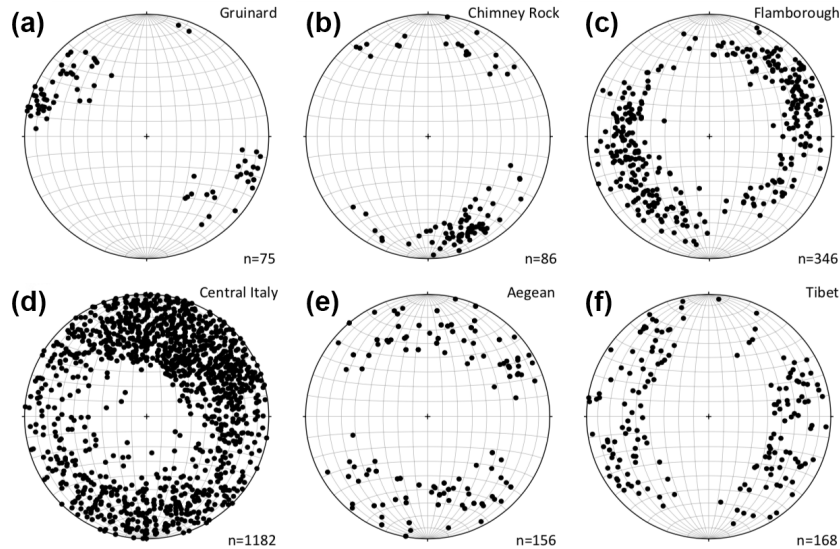 (a) Gruinard
n=75
(b) Chimney Rock
n=86
(c) Flamborough
n=346
(d) Central Italy
n=1182
(e) Aegean
n=156
(f) Tibet
n=168